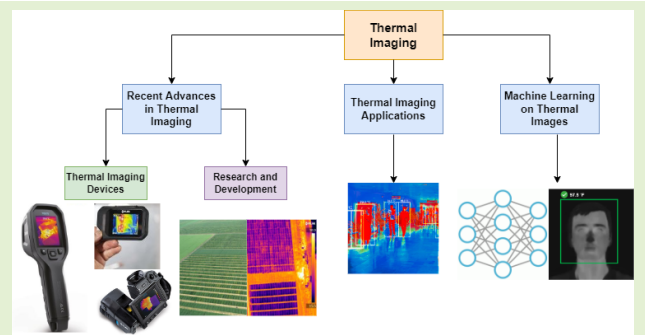 Thermal
Imaging
Recent Advances
in Thermal
Imaging
Thermal Imaging
Applications
Machine Learning
on Thermal
Images
Thermal Imaging
Devices
Research and
Development